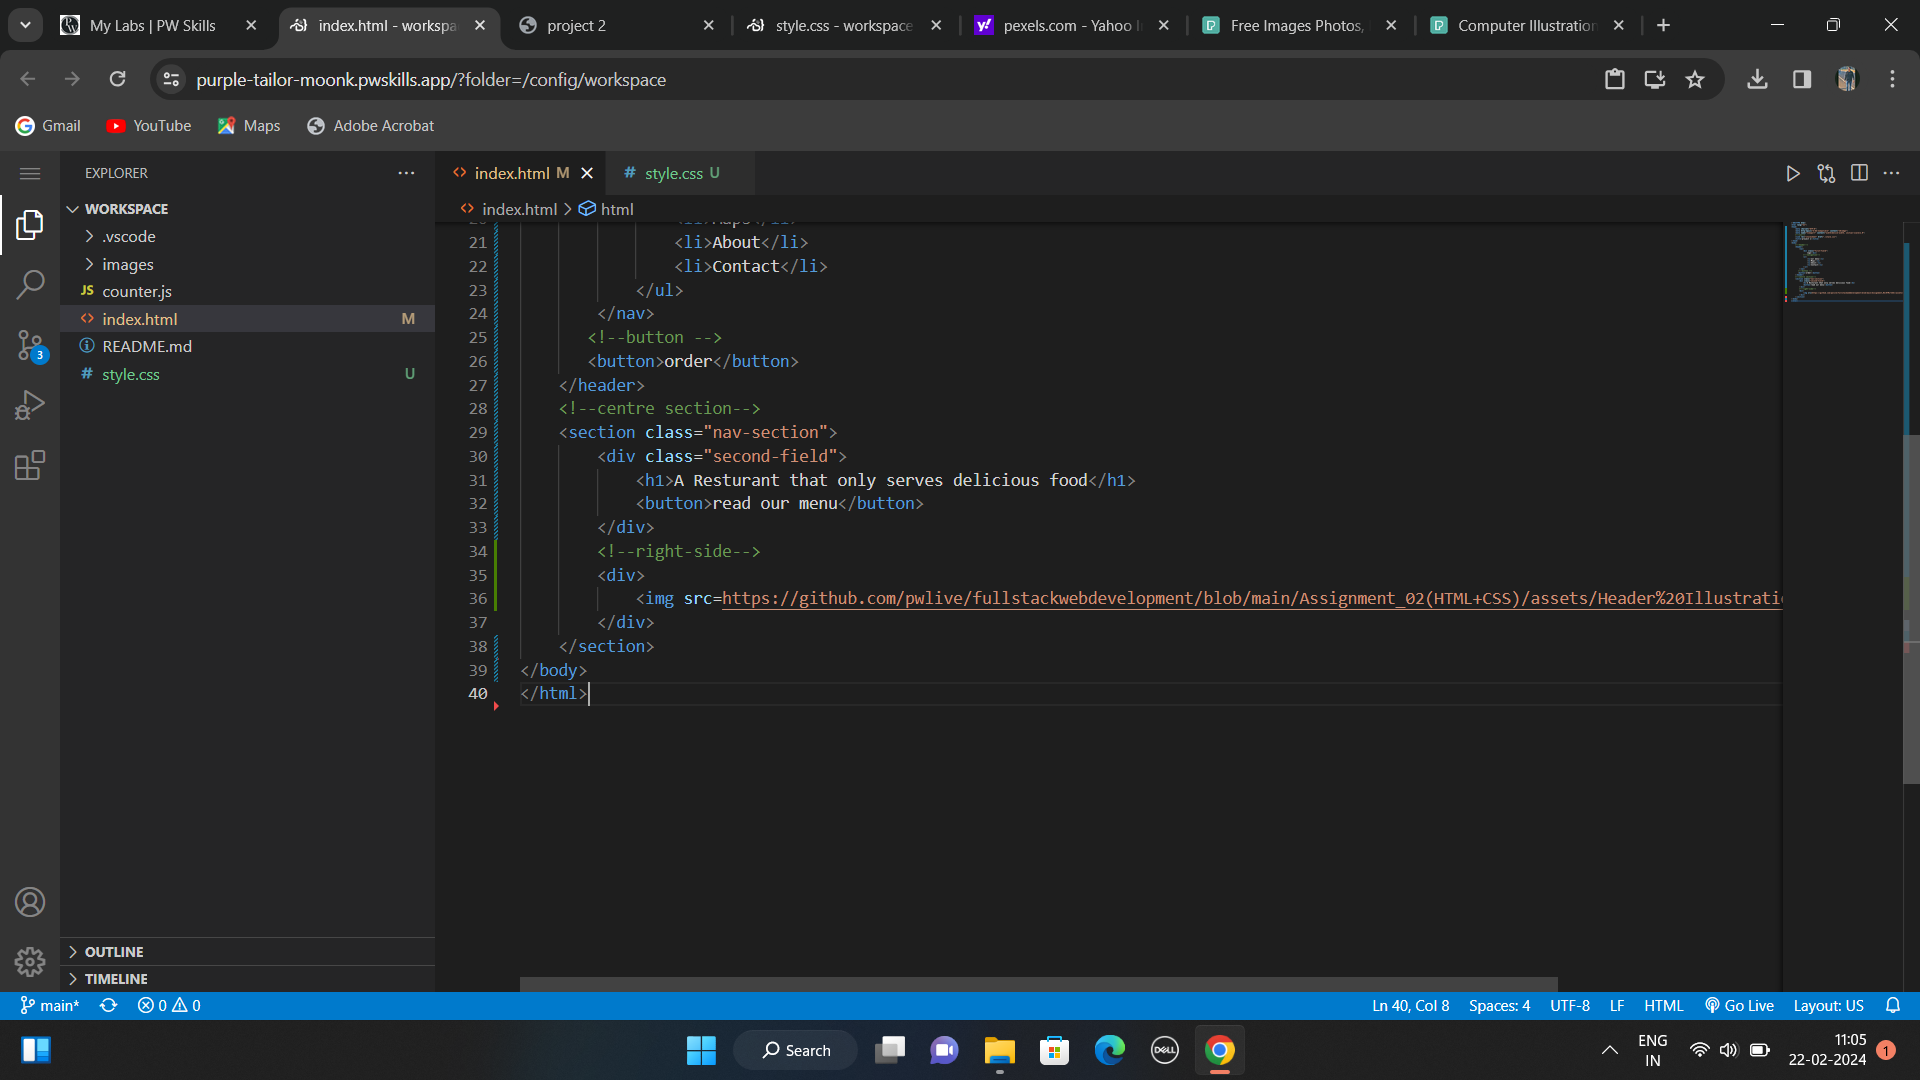 My Labs | PW Skills
index.html - workspa
project 2
style.css - workspace
pexels.com - Yahoo I
Free Images Photos,
Computer Illustration
purple-tailor-moonk.pwskills.app/?folder=/config/workspace
Gmail
YouTube
Maps
Adobe Acrobat
EXPLORER
WORKSPACE
.vscode
images
JS counter.js
<> index.html M
README.md
# style.css U
OUTLINE
TIMELINE
<> index.html M
# style.css U
<> index.html > html
21 <li>About</li>
22 <li>Contact</li>
23 </ul>
24 </nav>
25 <!--button -->
26 <button>order</button>
27 </header>
28 <!--centre section-->
29 <section class="nav-section">
30 <div class="second-field">
31 <h1>A Resturant that only serves delicious food</h1>
32 <button>read our menu</button>
33 </div>
34 <!--right-side-->
35 <div>
36 <img src=https://github.com/pwlive/fullstackwebdevelopment/blob/main/Assignment_02(HTML+CSS)/assets/Header%20Illustrati
37 </div>
38 </section>
39 </body>
40 </html>
3
main* 0 0
Ln 40, Col 8 Spaces: 4 UTF-8 LF HTML Go Live Layout: US
Search
DELL
ENG
IN
11:05
22-02-2024
1